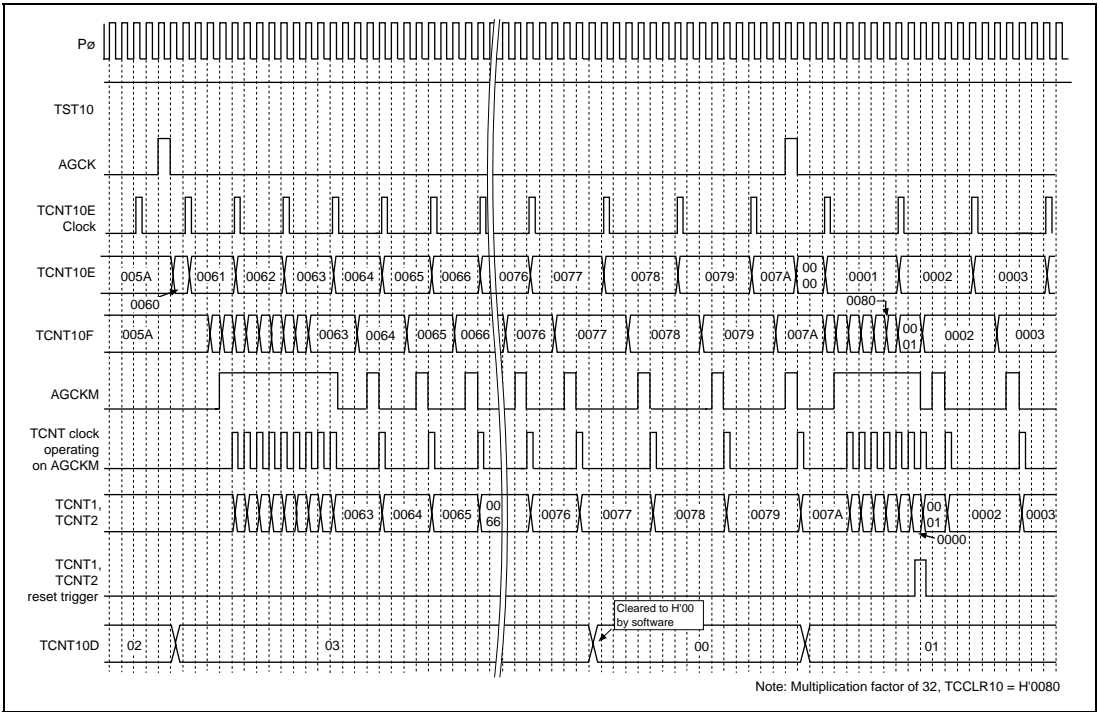 Pø
TST10
AGCK
TCNT10E
Clock
TCNT10E
005A 0061 0062 0063 0064 0065 0066 0076 0077 0078 0079 007A 00 0001 0002 0003
00
0060
0080
TCNT10F
005A 0063 0064 0065 0066 0076 0077 0078 0079 007A 00 0002 0003
01
AGCKM
TCNT clock
operating
on AGCKM
TCNT1,
TCNT2
0063 0064 0065 00 0076 0077 0078 0079 007A 00 0002 0003
66 01
0000
TCNT1,
TCNT2
reset trigger
Cleared to H'00
by software
TCNT10D
02 03 00 01
Note: Multiplication factor of 32, TCCLR10 = H'0080